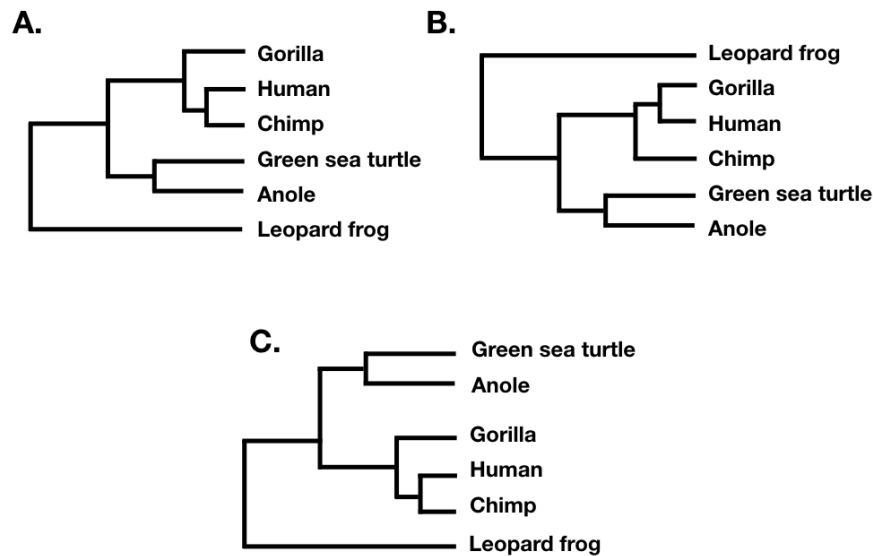 A.
Gorilla
Human
Chimp
Green sea turtle
Anole
Leopard frog
B.
Leopard frog
Gorilla
Human
Chimp
Green sea turtle
Anole
C.
Green sea turtle
Anole
Gorilla
Human
Chimp
Leopard frog